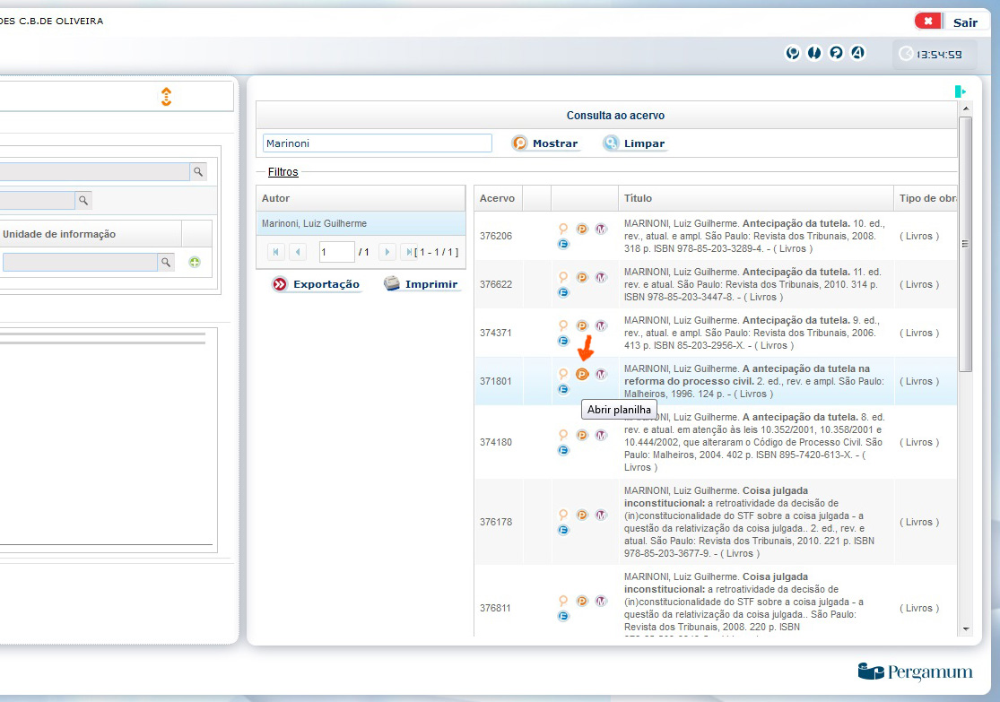 DES C.B.DE OLIVEIRA
Sair
13:54:59
Consulta ao acervo
Marinoni
Mostrar
Limpar
Filtros
Autor
Marinoni, Luiz Guilherme
1
/ 1
[ 1 - 1 / 1 ]
Exportação
Imprimir
Unidade de informação
Acervo
Título
Tipo de obra
376206
P
M
E
MARINONI, Luiz Guilherme. Antecipação da tutela. 10. ed.,
rev., atual. e ampl. São Paulo: Revista dos Tribunais, 2008.
318 p. ISBN 978-85-203-3289-4. - ( Livros )
( Livros )
376622
P
M
E
MARINONI, Luiz Guilherme. Antecipação da tutela. 11. ed.
rev. e atual. São Paulo: Revista dos Tribunais, 2010. 314 p.
ISBN 978-85-203-3447-8. - ( Livros )
( Livros )
374371
P
M
E
MARINONI, Luiz Guilherme. Antecipação da tutela. 9. ed.,
rev., atual. e ampl. São Paulo: Revista dos Tribunais, 2006.
413 p. ISBN 85-203-2956-X. - ( Livros )
( Livros )
371801
P
M
E
MARINONI, Luiz Guilherme. A antecipação da tutela na
reforma do processo civil. 2. ed., rev. e ampl. São Paulo:
Malheiros, 1996. 124 p. - ( Livros )
( Livros )
Abrir planilha
374180
P
M
E
NI, Luiz Guilherme. A antecipação da tutela. 8. ed.
rev. e atual. em atenção às leis 10.352/2001, 10.358/2001 e
10.444/2002, que alteraram o Código de Processo Civil. São
Paulo: Malheiros, 2004. 402 p. ISBN 895-7420-613-X. - (
Livros )
( Livros )
376178
P
M
E
MARINONI, Luiz Guilherme. Coisa julgada
inconstitucional: a retroatividade da decisão de
(in)constitucionalidade do STF sobre a coisa julgada - a
questão da relativização da coisa julgada.. 2. ed., rev. e
atual. São Paulo: Revista dos Tribunais, 2010. 221 p. ISBN
978-85-203-3677-9. - ( Livros )
( Livros )
376811
P
M
E
MARINONI, Luiz Guilherme. Coisa julgada
inconstitucional: a retroatividade da decisão de
(in)constitucionalidade do STF sobre a coisa julgada - a
questão da relativização da coisa julgada.. São Paulo:
Revista dos Tribunais, 2008. 220 p. ISBN
( Livros )
Pergamum